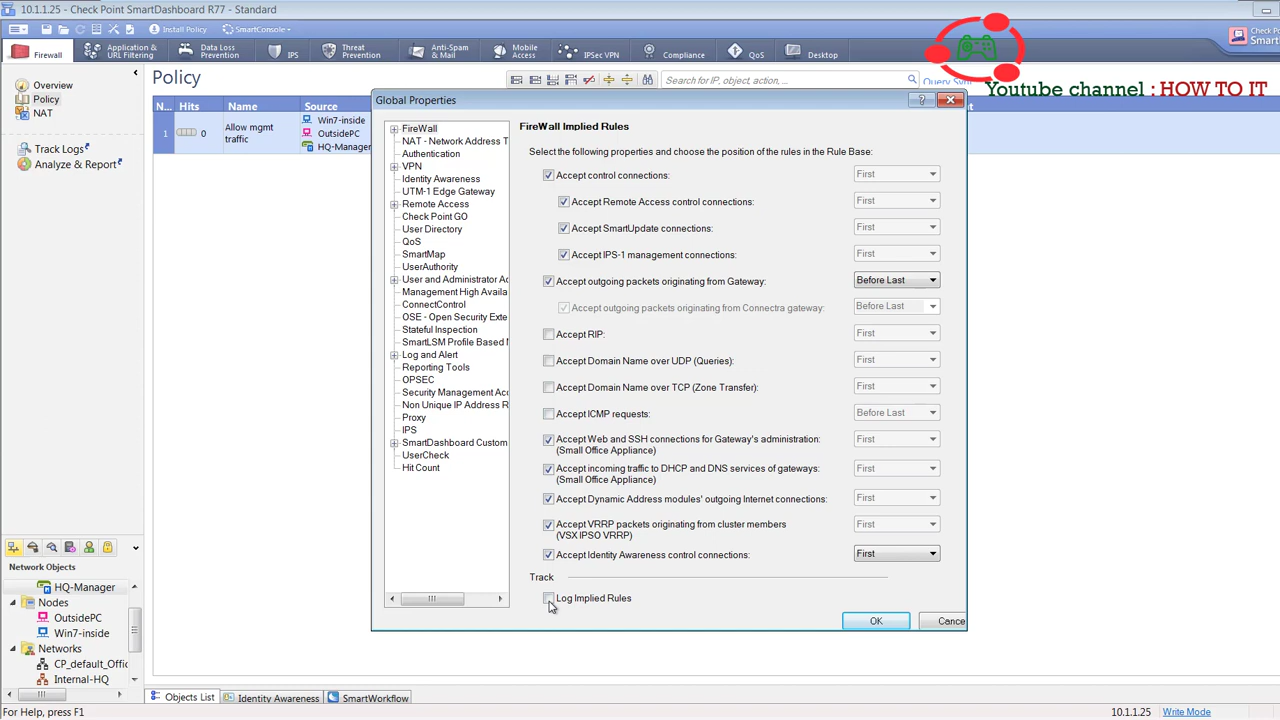 10.1.1.25 - Check Point SmartDashboard R77 - Standard
Install Policy
SmartConsole
Check Point
Smart
Firewall
Application &
URL Filtering
Data Loss
Prevention
IPS
Threat
Prevention
Anti-Spam
& Mail
Mobile
Access
IPSec VPN
Compliance
QoS
Desktop
Overview
Policy
NAT
Track Logs
Analyze & Report
Policy
Search for IP, object, action.
Query Syntax
Youtube channel : HOW TO IT
N...
Hits
Name
Source
1
0
Allow mgmt
traffic
Win7-inside
OutsidePC
HQ-Manager
Global Properties
FireWall
NAT - Network Address T
Authentication
VPN
Identity Awareness
UTM-1 Edge Gateway
Remote Access
Check Point GO
User Directory
QoS
SmartMap
UserAuthority
User and Administrator Ac
Management High Availa
ConnectControl
OSE - Open Security Exte
Stateful Inspection
SmartLSM Profile Based M
Log and Alert
Reporting Tools
OPSEC
Security Management Acc
Non Unique IP Address R
Proxy
IPS
SmartDashboard Custom
UserCheck
Hit Count
FireWall Implied Rules
Select the following properties and choose the position of the rules in the Rule Base:
Accept control connections: First
Accept Remote Access control connections: First
Accept SmartUpdate connections: First
Accept IPS-1 management connections: First
Accept outgoing packets originating from Gateway: Before Last
Accept outgoing packets originating from Connectra gateway: Before Last
Accept RIP: First
Accept Domain Name over UDP (Queries): First
Accept Domain Name over TCP (Zone Transfer): First
Accept ICMP requests: Before Last
Accept Web and SSH connections for Gateway's administration: First
(Small Office Appliance)
Accept incoming traffic to DHCP and DNS services of gateways: First
(Small Office Appliance)
Accept Dynamic Address modules' outgoing Internet connections: First
Accept VRRP packets originating from cluster members First
(VSX IPSO VRRP)
Accept Identity Awareness control connections: First
Track
Log Implied Rules
OK
Cance
Network Objects
HQ-Manager
Nodes
OutsidePC
Win7-inside
Networks
CP_default_Offi
Internal-HQ
Objects List
Identity Awareness
SmartWorkflow
For Help, press F1
10.1.1.25
Write Mode